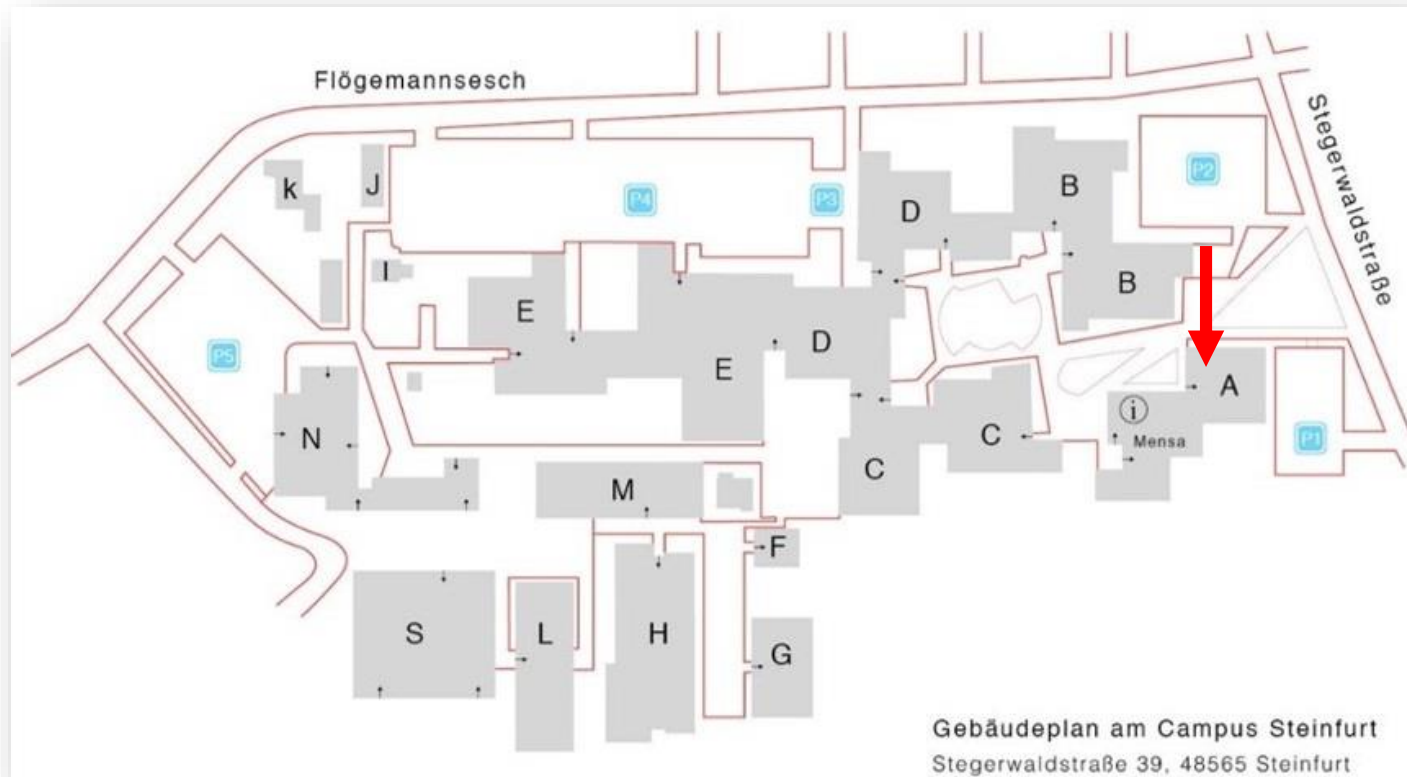 Flögemannsesch
Stegerwaldstraße
k
J
P4
P3
D
B
P2
I
E
B
P5
E
D
A
i
Mensa
N
C
P1
C
M
F
S
L
H
G
Gebäudeplan am Campus Steinfurt
Stegerwaldstraße 39, 48565 Steinfurt